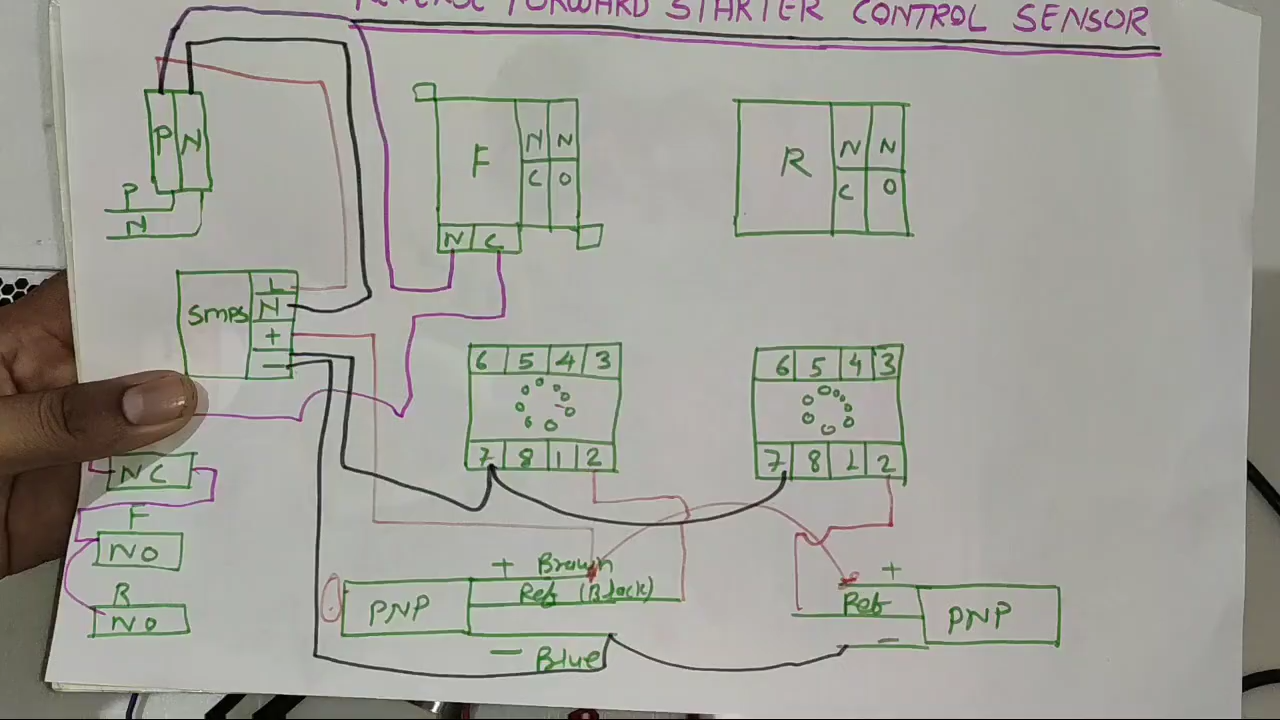 REVERSE FORWARD STARTER CONTROL SENSOR
P N
P
N
F
N N
C O
N C
R
N N
C O
SMPS
L
N
+
-
6 5 4 3
7 8 1 2
6 5 4 3
7 8 1 2
NC
F
NO
R
NO
PNP
+ Brown
Ref (Black)
- Blue
+
Ref
-
PNP